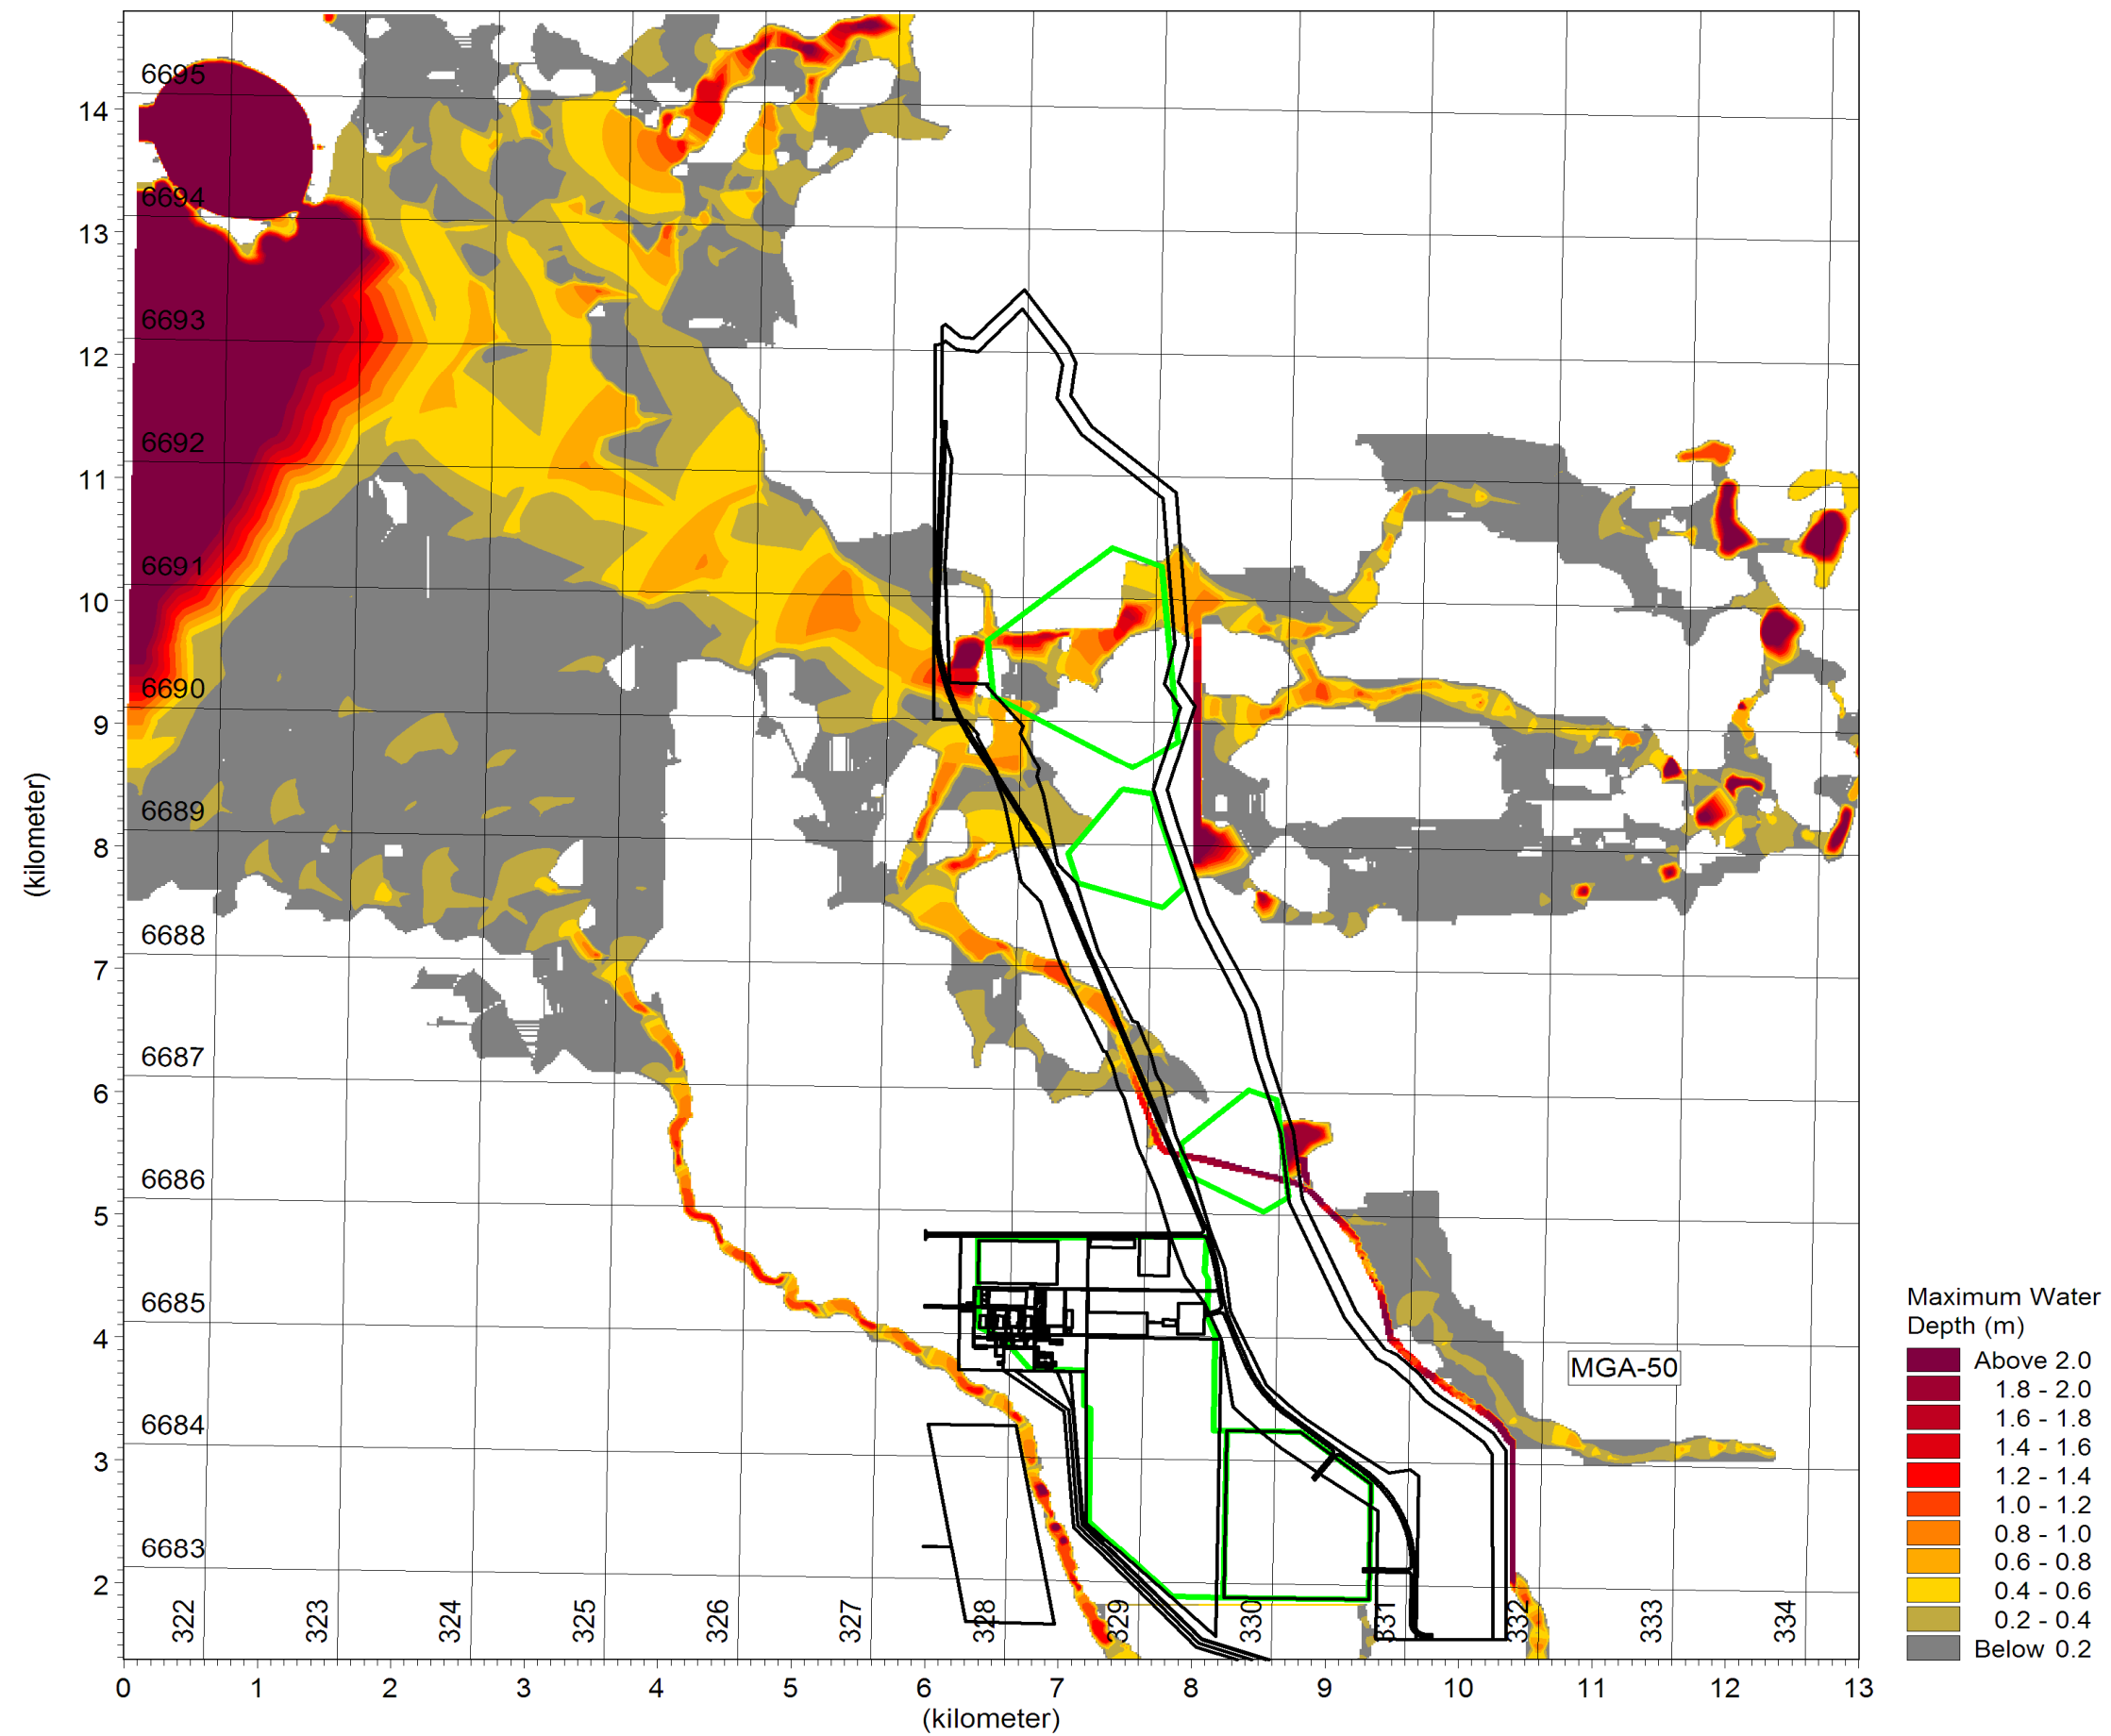 6695
14
6694
13
6693
12
6692
11
6691
10
6690
9
(kilometer)
6689
8
6688
7
6687
6
6686
5
6685
4
6684
3
6683
2
MGA-50
Maximum Water
Depth (m)
Above 2.0
1.8 - 2.0
1.6 - 1.8
1.4 - 1.6
1.2 - 1.4
1.0 - 1.2
0.8 - 1.0
0.6 - 0.8
0.4 - 0.6
0.2 - 0.4
Below 0.2
322 323 324 325 326 327 328 329 330 331 332 333 334
0 1 2 3 4 5 6 7 8 9 10 11 12 13
(kilometer)